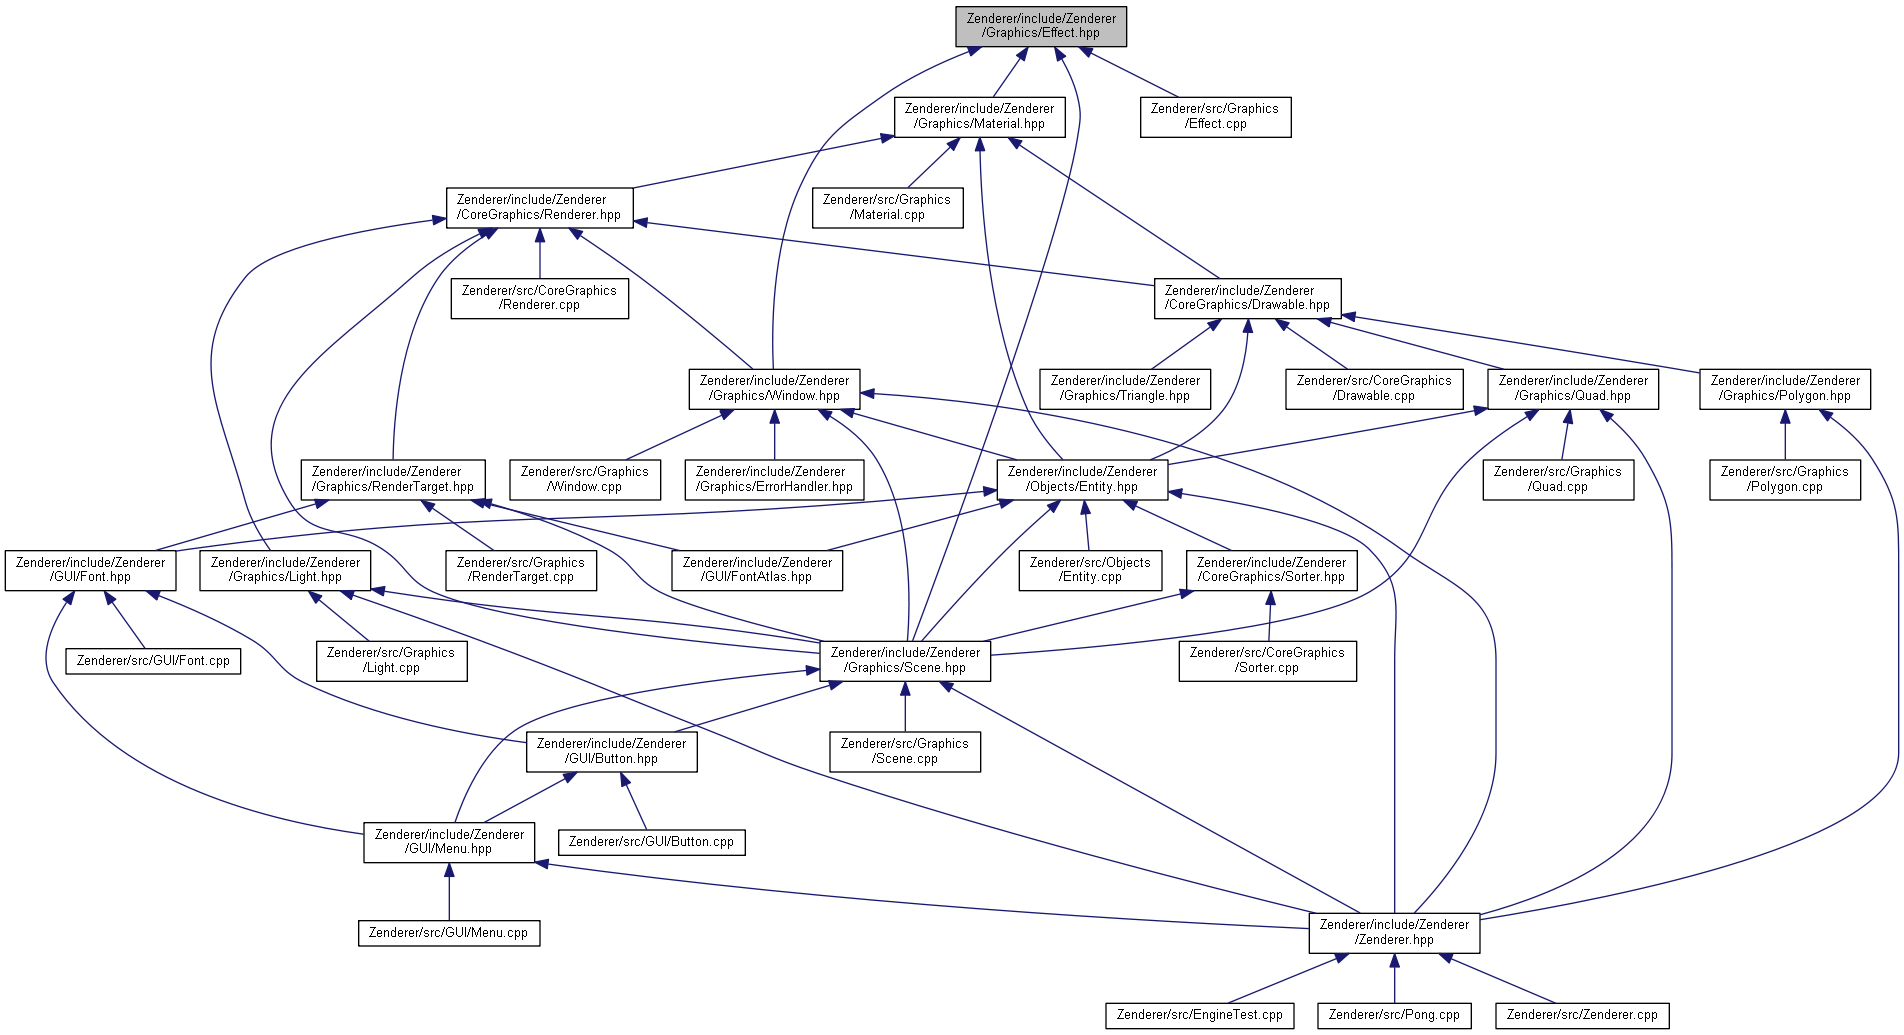 Zenderer/include/Zenderer
/Graphics/Effect.hpp
Zenderer/include/Zenderer
/Graphics/Material.hpp
Zenderer/src/Graphics
/Effect.cpp
Zenderer/include/Zenderer
/CoreGraphics/Renderer.hpp
Zenderer/src/Graphics
/Material.cpp
Zenderer/src/CoreGraphics
/Renderer.cpp
Zenderer/include/Zenderer
/CoreGraphics/Drawable.hpp
Zenderer/include/Zenderer
/Graphics/Window.hpp
Zenderer/include/Zenderer
/Graphics/Triangle.hpp
Zenderer/src/CoreGraphics
/Drawable.cpp
Zenderer/include/Zenderer
/Graphics/Quad.hpp
Zenderer/include/Zenderer
/Graphics/Polygon.hpp
Zenderer/include/Zenderer
/Graphics/RenderTarget.hpp
Zenderer/src/Graphics
/Window.cpp
Zenderer/include/Zenderer
/Graphics/ErrorHandler.hpp
Zenderer/include/Zenderer
/Objects/Entity.hpp
Zenderer/src/Graphics
/Quad.cpp
Zenderer/src/Graphics
/Polygon.cpp
Zenderer/include/Zenderer
/GUI/Font.hpp
Zenderer/include/Zenderer
/Graphics/Light.hpp
Zenderer/src/Graphics
/RenderTarget.cpp
Zenderer/include/Zenderer
/GUI/FontAtlas.hpp
Zenderer/src/Objects
/Entity.cpp
Zenderer/include/Zenderer
/CoreGraphics/Sorter.hpp
Zenderer/src/GUI/Font.cpp
Zenderer/src/Graphics
/Light.cpp
Zenderer/include/Zenderer
/Graphics/Scene.hpp
Zenderer/src/CoreGraphics
/Sorter.cpp
Zenderer/include/Zenderer
/GUI/Button.hpp
Zenderer/src/Graphics
/Scene.cpp
Zenderer/include/Zenderer
/GUI/Menu.hpp
Zenderer/src/GUI/Button.cpp
Zenderer/src/GUI/Menu.cpp
Zenderer/include/Zenderer
/Zenderer.hpp
Zenderer/src/EngineTest.cpp
Zenderer/src/Pong.cpp
Zenderer/src/Zenderer.cpp